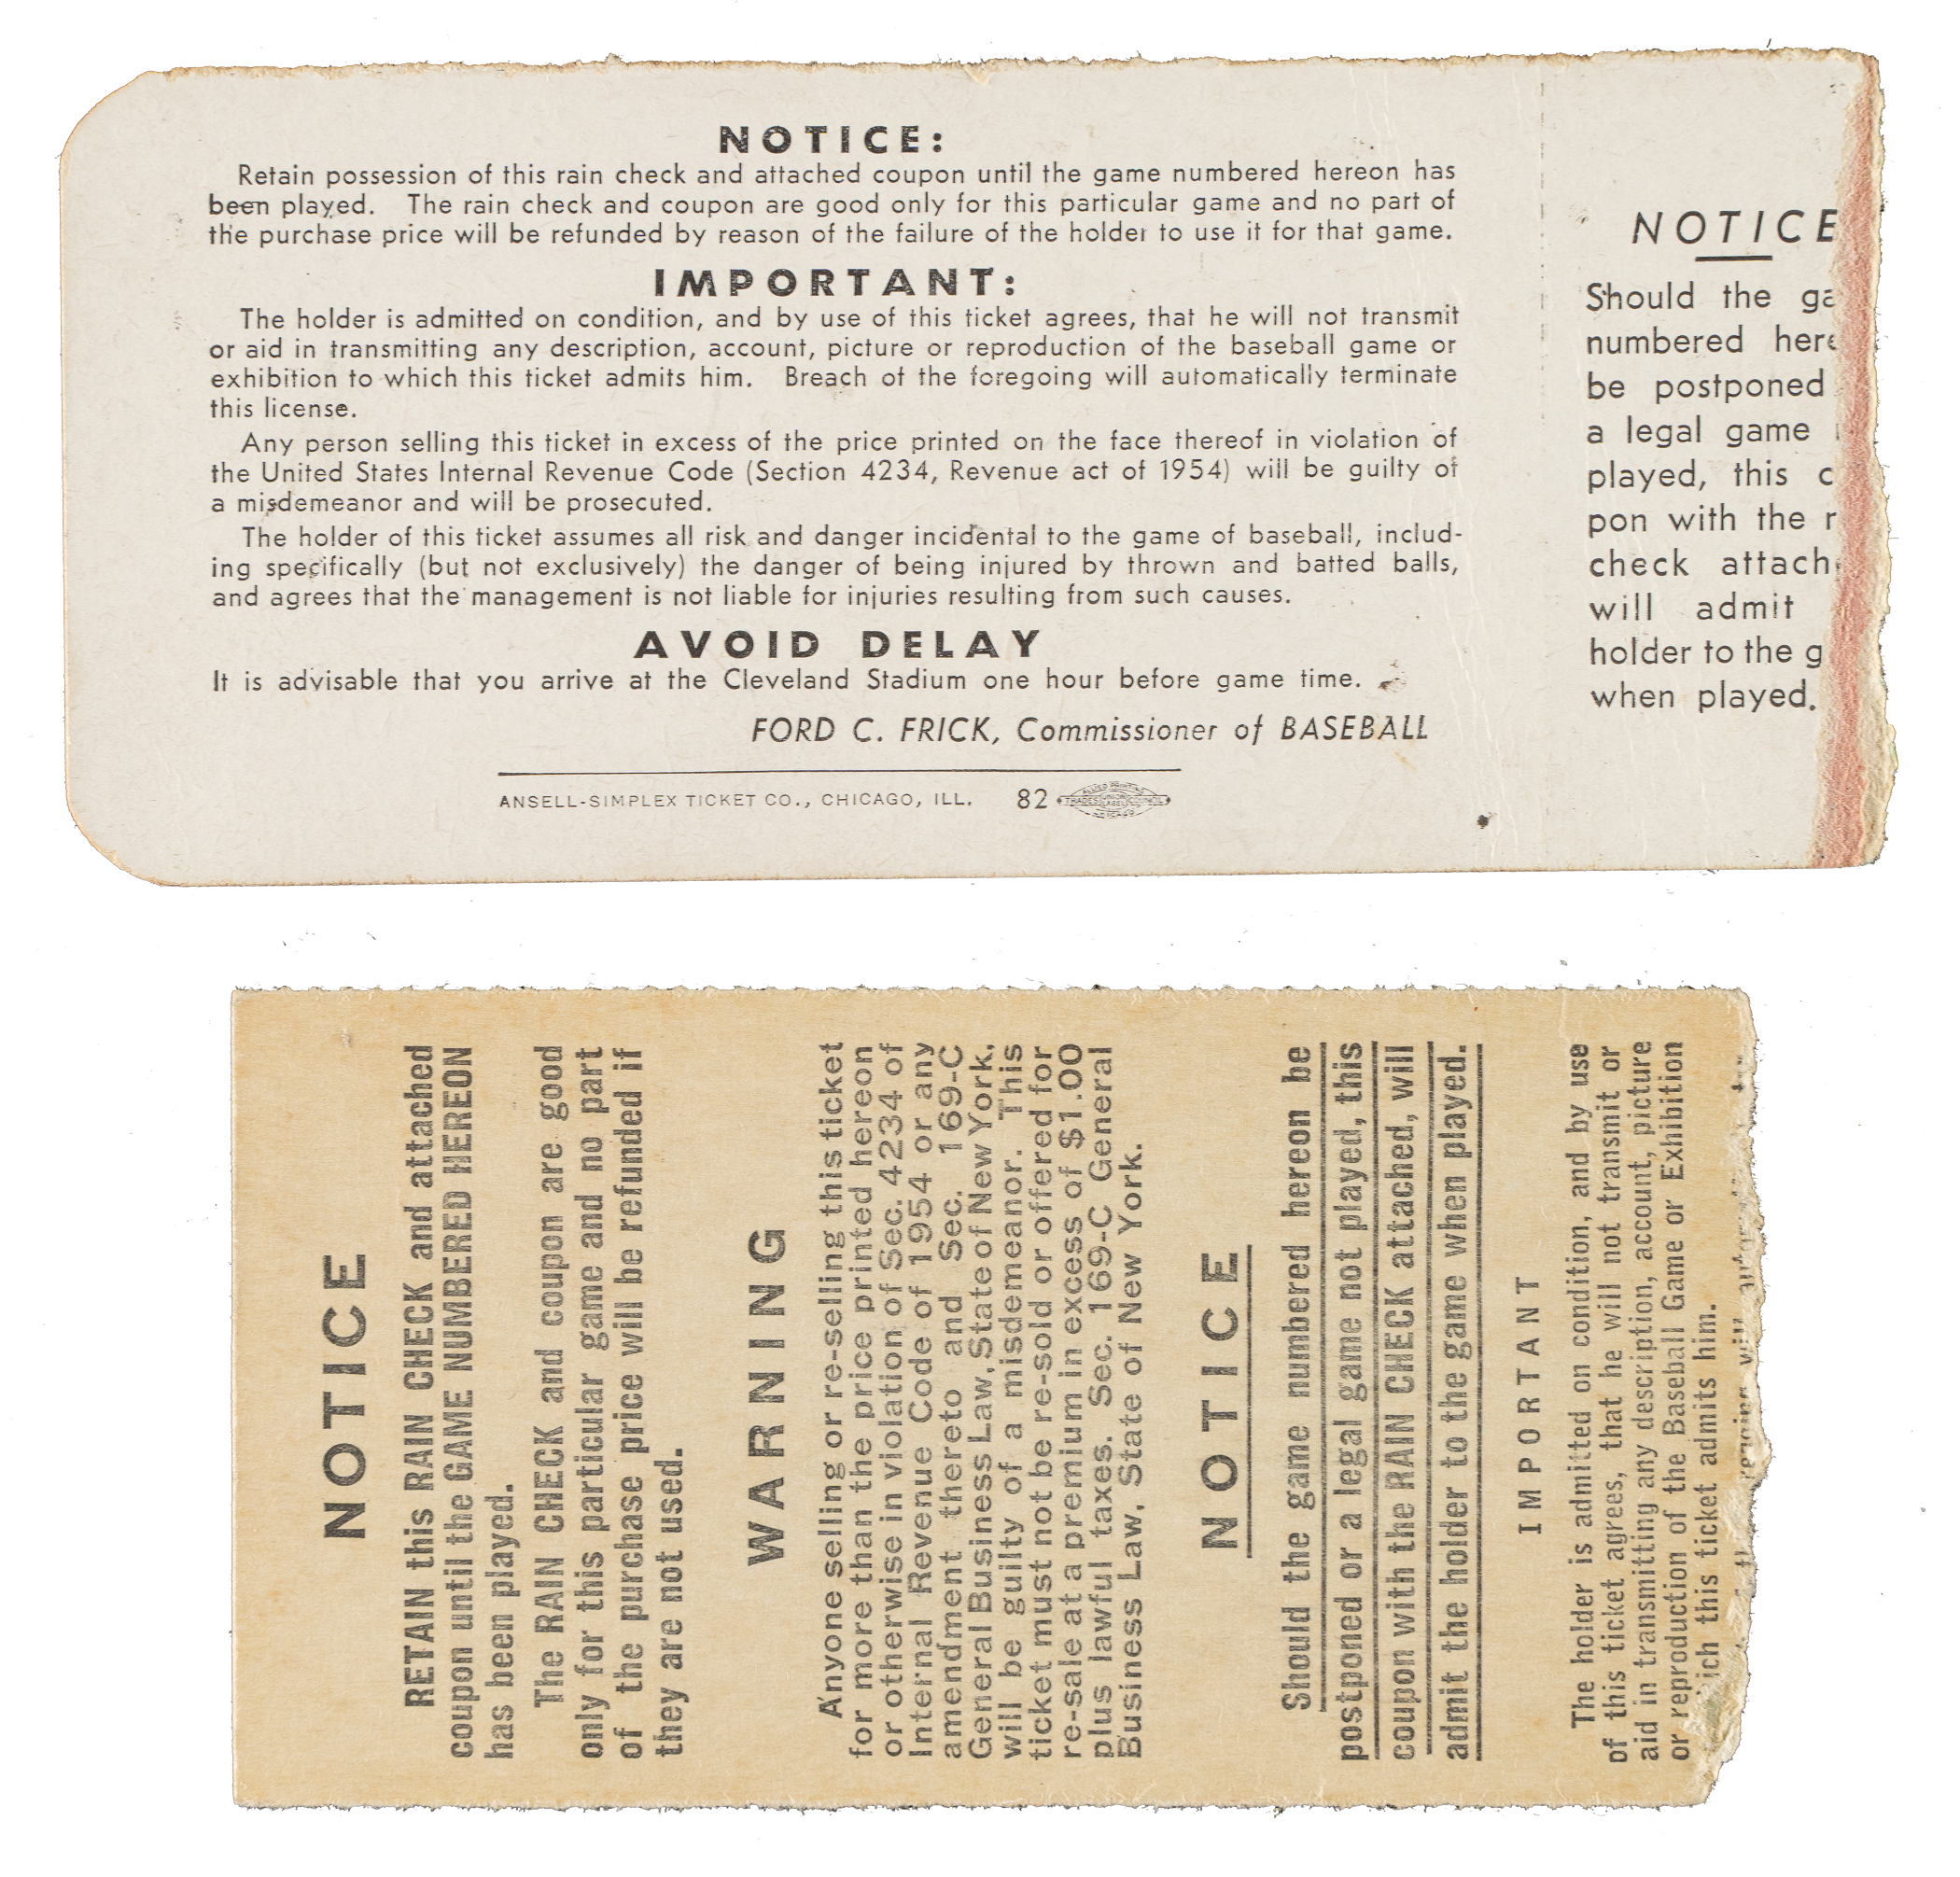 NOTICE:
Retain possession of this rain check and attached coupon until the game numbered hereon has
been played. The rain check and coupon are good only for this particular game and no part of
the purchase price will be refunded by reason of the failure of the holder to use it for that game.
IMPORTANT:
The holder is admitted on condition, and by use of this ticket agrees, that he will not transmit
or aid in transmitting any description, account, picture or reproduction of the baseball game or
exhibition to which this ticket admits him. Breach of the foregoing will automatically terminate
this license.
Any person selling this ticket in excess of the price printed on the face thereof in violation of
the United States Internal Revenue Code (Section 4234, Revenue act of 1954) will be guilty of
a misdemeanor and will be prosecuted.
The holder of this ticket assumes all risk and danger incidental to the game of baseball, includ-
ing specifically (but not exclusively) the danger of being injured by thrown and batted balls,
and agrees that the management is not liable for injuries resulting from such causes.
AVOID DELAY
It is advisable that you arrive at the Cleveland Stadium one hour before game time.
FORD C. FRICK, Commissioner of BASEBALL
ANSELL-SIMPLEX TICKET CO., CHICAGO, ILL. 82
ALLIED PRINTING
TRADES UNION LABEL COUNCIL
CHICAGO
NOTICE
Should the ga
numbered here
be postponed
a legal game
played, this c
pon with the r
check attach
will admit
holder to the g
when played.
NOTICE
RETAIN this RAIN CHECK and attached
coupon until the GAME NUMBERED HEREON
has been played.
The RAIN CHECK and coupon are good
only for this particular game and no part
of the purchase price will be refunded if
they are not used.
WARNING
Anyone selling or re-selling this ticket
for more than the price printed hereon
or otherwise in violation of Sec. 4234 of
Internal Revenue Code of 1954 or any
amendment thereto and Sec. 169-C
General Business Law, State of New York,
will be guilty of a misdemeanor. This
ticket must not be re-sold or offered for
re-sale at a premium in excess of $1.00
plus lawful taxes. Sec. 169-C General
Business Law, State of New York.
NOTICE
Should the game numbered hereon be
postponed or a legal game not played, this
coupon with the RAIN CHECK attached, will
admit the holder to the game when played.
IMPORTANT
The holder is admitted on condition, and by use
of this ticket agrees, that he will not transmit or
aid in transmitting any description, account, picture
or reproduction of the Baseball Game or Exhibition
ich this ticket admits him.